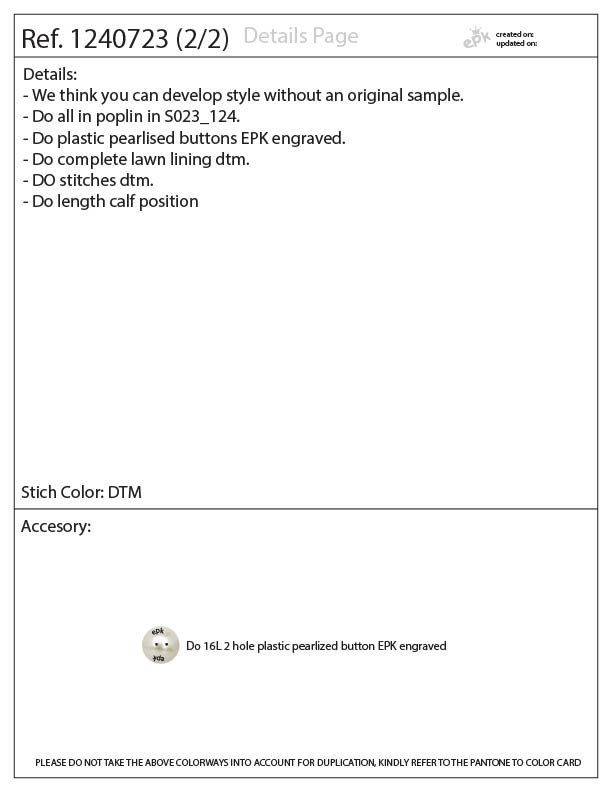 Ref. 1240723 (2/2) Details Page
epk
created on:
updated on:
Details:
- We think you can develop style without an original sample.
- Do all in poplin in S023_124.
- Do plastic pearlised buttons EPK engraved.
- Do complete lawn lining dtm.
- DO stitches dtm.
- Do length calf position
Stich Color: DTM
Accesory:
epk
Do 16L 2 hole plastic pearlized button EPK engraved
epk
PLEASE DO NOT TAKE THE ABOVE COLORWAYS INTO ACCOUNT FOR DUPLICATION, KINDLY REFER TO THE PANTONE TO COLOR CARD